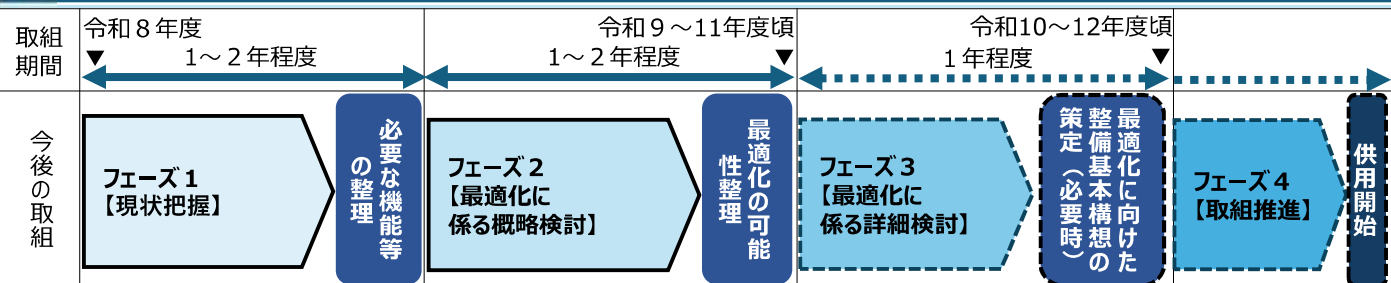 取組
期間
令和８年度
1～２年程度
令和９～11年度頃
1～２年程度
令和10～12年度頃
１年程度
今後の取組
フェーズ１
【現状把握】
必要な機能等
の整理
フェーズ２
【最適化に
係る概略検討】
最適化の可能
性整理
フェーズ３
【最適化に
係る詳細検討】
最適化に向けた
整備基本構想の
策定（必要時）
フェーズ４
【取組推進】
供用開始